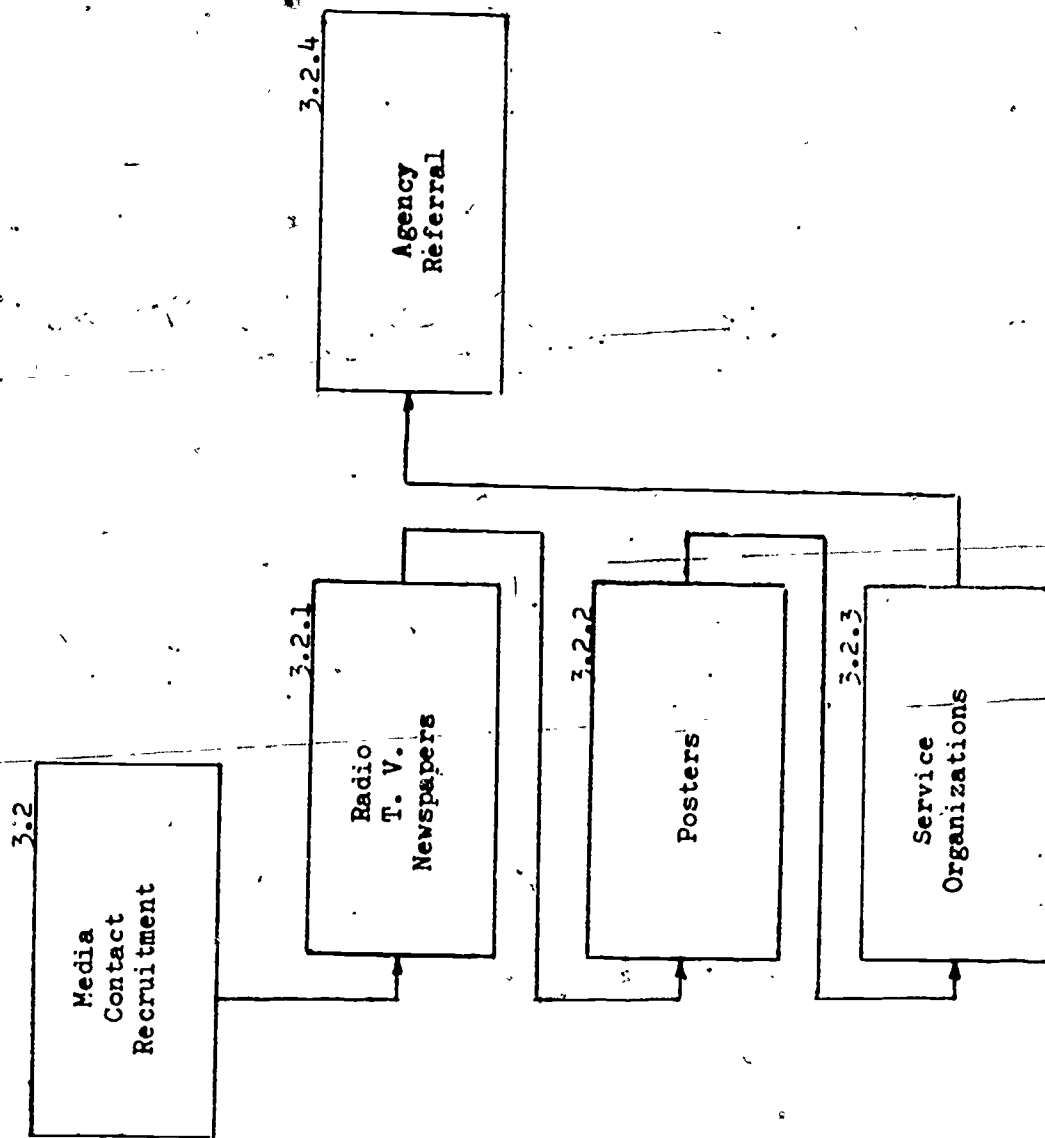 3.2
Media
Contact
Recruitment
3.2.1
Radio
T. V.
Newspapers
3.2.2
Posters
3.2.3
Service
Organizations
3.2.4
Agency
Referral